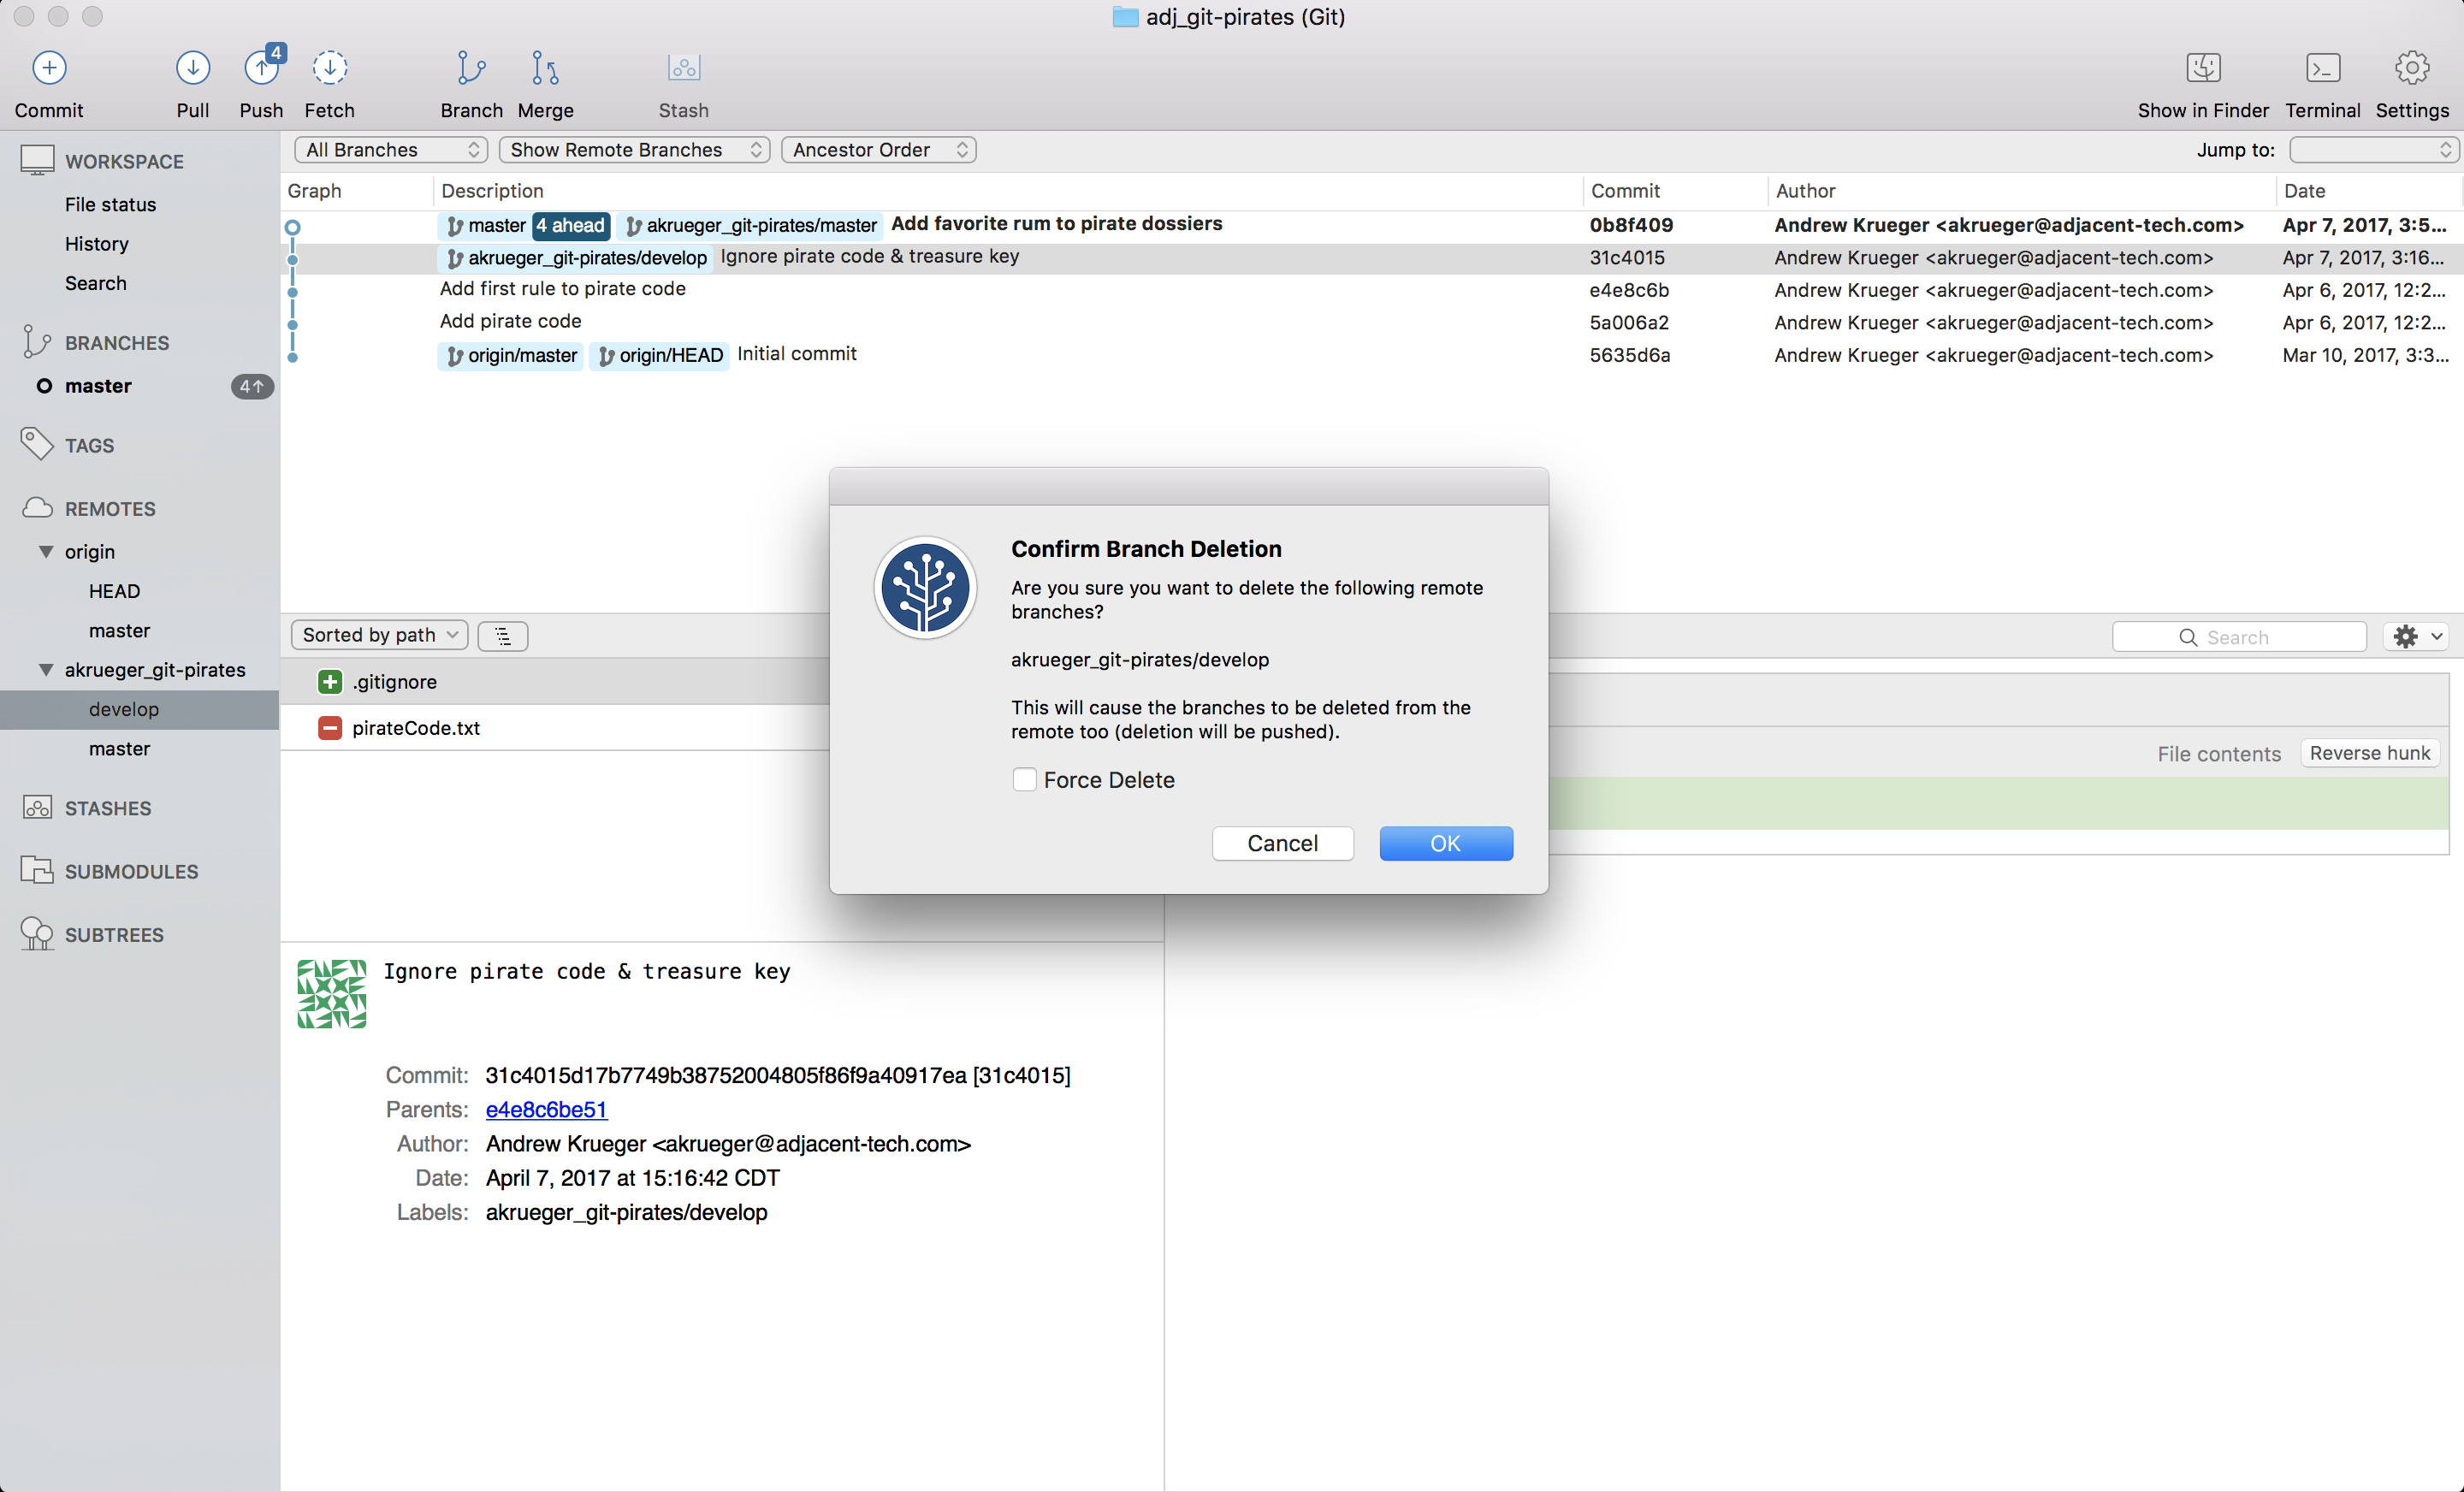 adj_git-pirates (Git)
4
Commit Pull Push Fetch Branch Merge Stash Show in Finder Terminal Settings
WORKSPACE
File status
History
Search
BRANCHES
master 4↑
TAGS
REMOTES
origin
HEAD
master
akrueger_git-pirates
develop
master
STASHES
SUBMODULES
SUBTREES
All Branches Show Remote Branches Ancestor Order Jump to:
Graph Description Commit Author Date
master 4 ahead akrueger_git-pirates/master Add favorite rum to pirate dossiers 0b8f409 Andrew Krueger <akrueger@adjacent-tech.com> Apr 7, 2017, 3:5...
akrueger_git-pirates/develop Ignore pirate code & treasure key 31c4015 Andrew Krueger <akrueger@adjacent-tech.com> Apr 7, 2017, 3:16...
Add first rule to pirate code e4e8c6b Andrew Krueger <akrueger@adjacent-tech.com> Apr 6, 2017, 12:2...
Add pirate code 5a006a2 Andrew Krueger <akrueger@adjacent-tech.com> Apr 6, 2017, 12:2...
origin/master origin/HEAD Initial commit 5635d6a Andrew Krueger <akrueger@adjacent-tech.com> Mar 10, 2017, 3:3...
Confirm Branch Deletion
Are you sure you want to delete the following remote
branches?
akrueger_git-pirates/develop
This will cause the branches to be deleted from the
remote too (deletion will be pushed).
Force Delete
Cancel OK
Sorted by path Search
.gitignore
pirateCode.txt
File contents Reverse hunk
Ignore pirate code & treasure key
Commit: 31c4015d17b7749b38752004805f86f9a40917ea [31c4015]
Parents: e4e8c6be51
Author: Andrew Krueger <akrueger@adjacent-tech.com>
Date: April 7, 2017 at 15:16:42 CDT
Labels: akrueger_git-pirates/develop